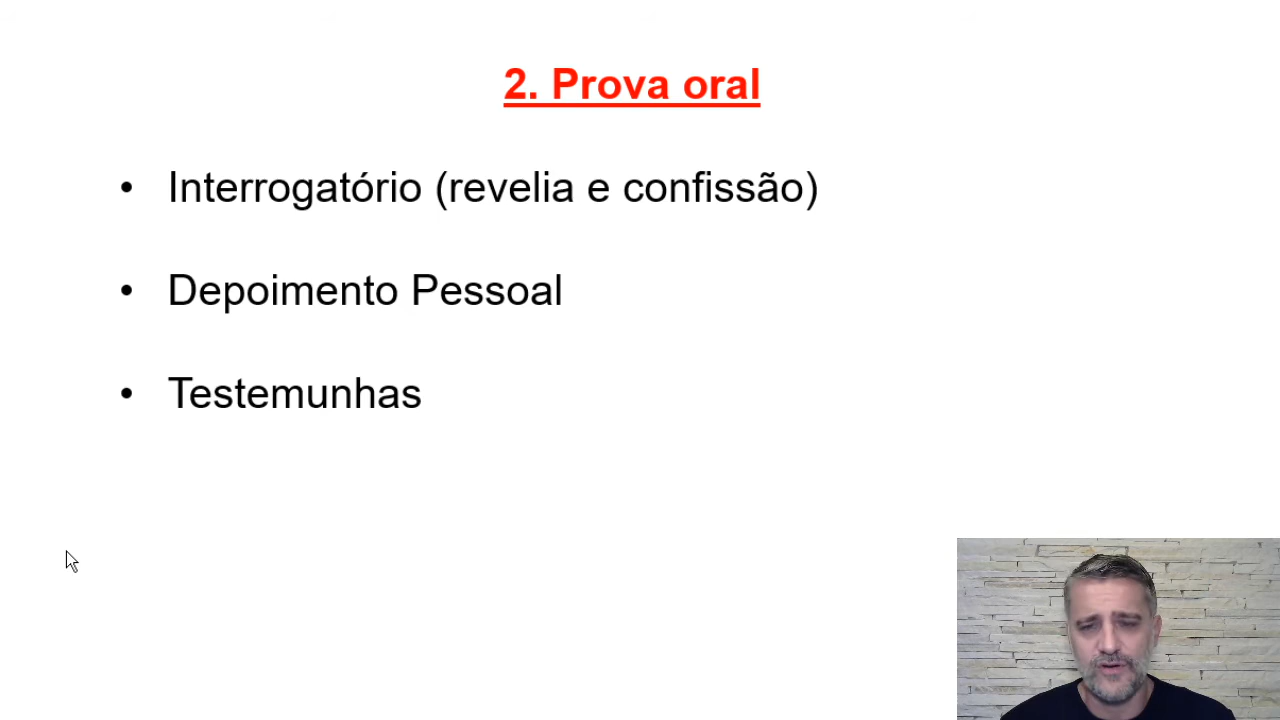 2. Prova oral
• Interrogatório (revelia e confissão)
• Depoimento Pessoal
• Testemunhas